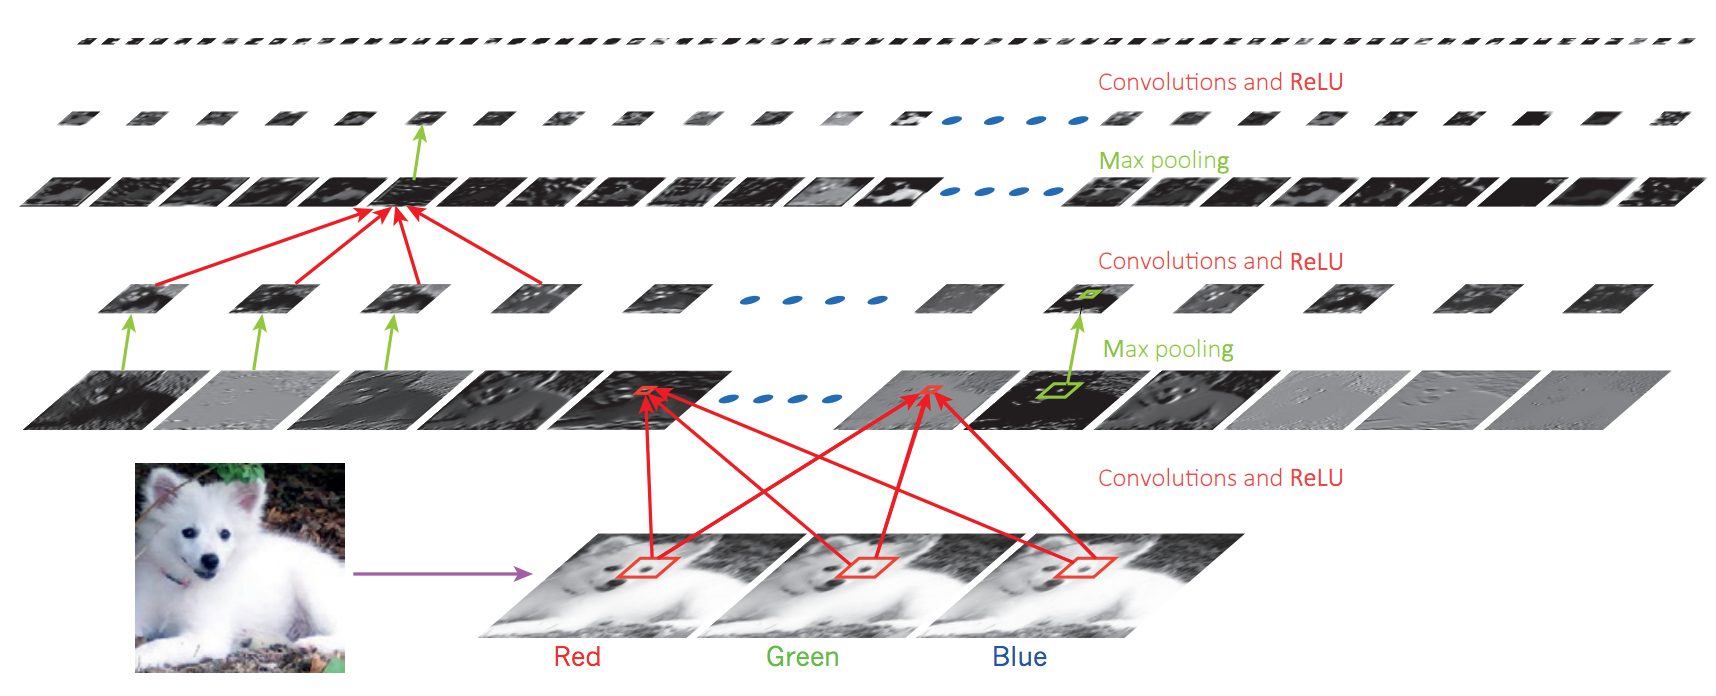 Convolutions and ReLU
Max pooling
Convolutions and ReLU
Max pooling
Convolutions and ReLU
Red Green Blue